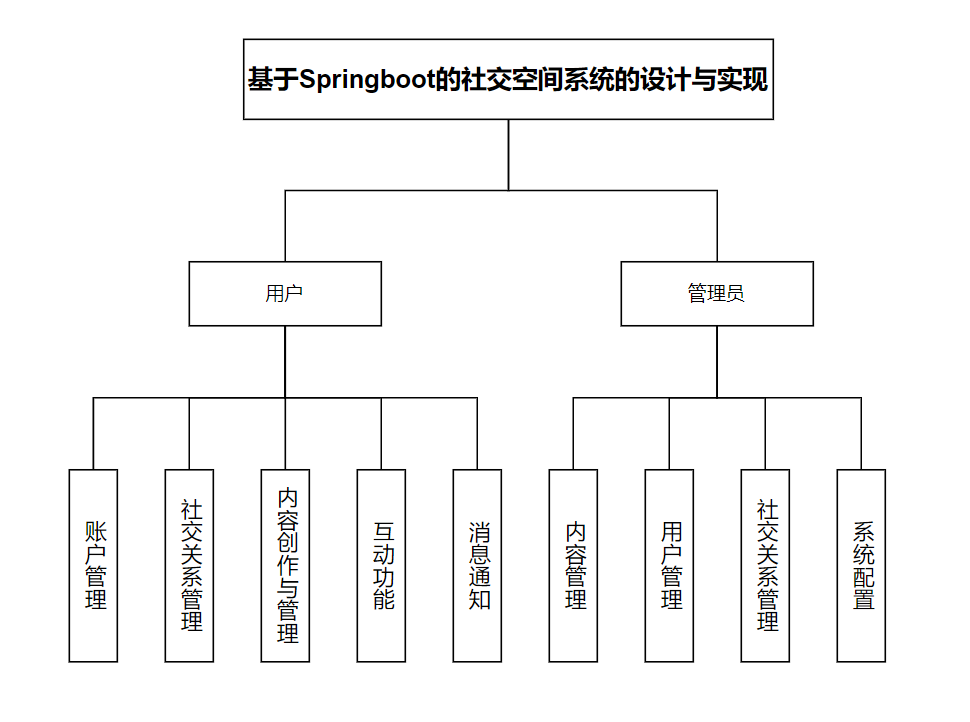 基于Springboot的社交空间系统的设计与实现
用户
管理员
账户管理
社交关系管理
内容创作与管理
互动功能
消息通知
内容管理
用户管理
社交关系管理
系统配置